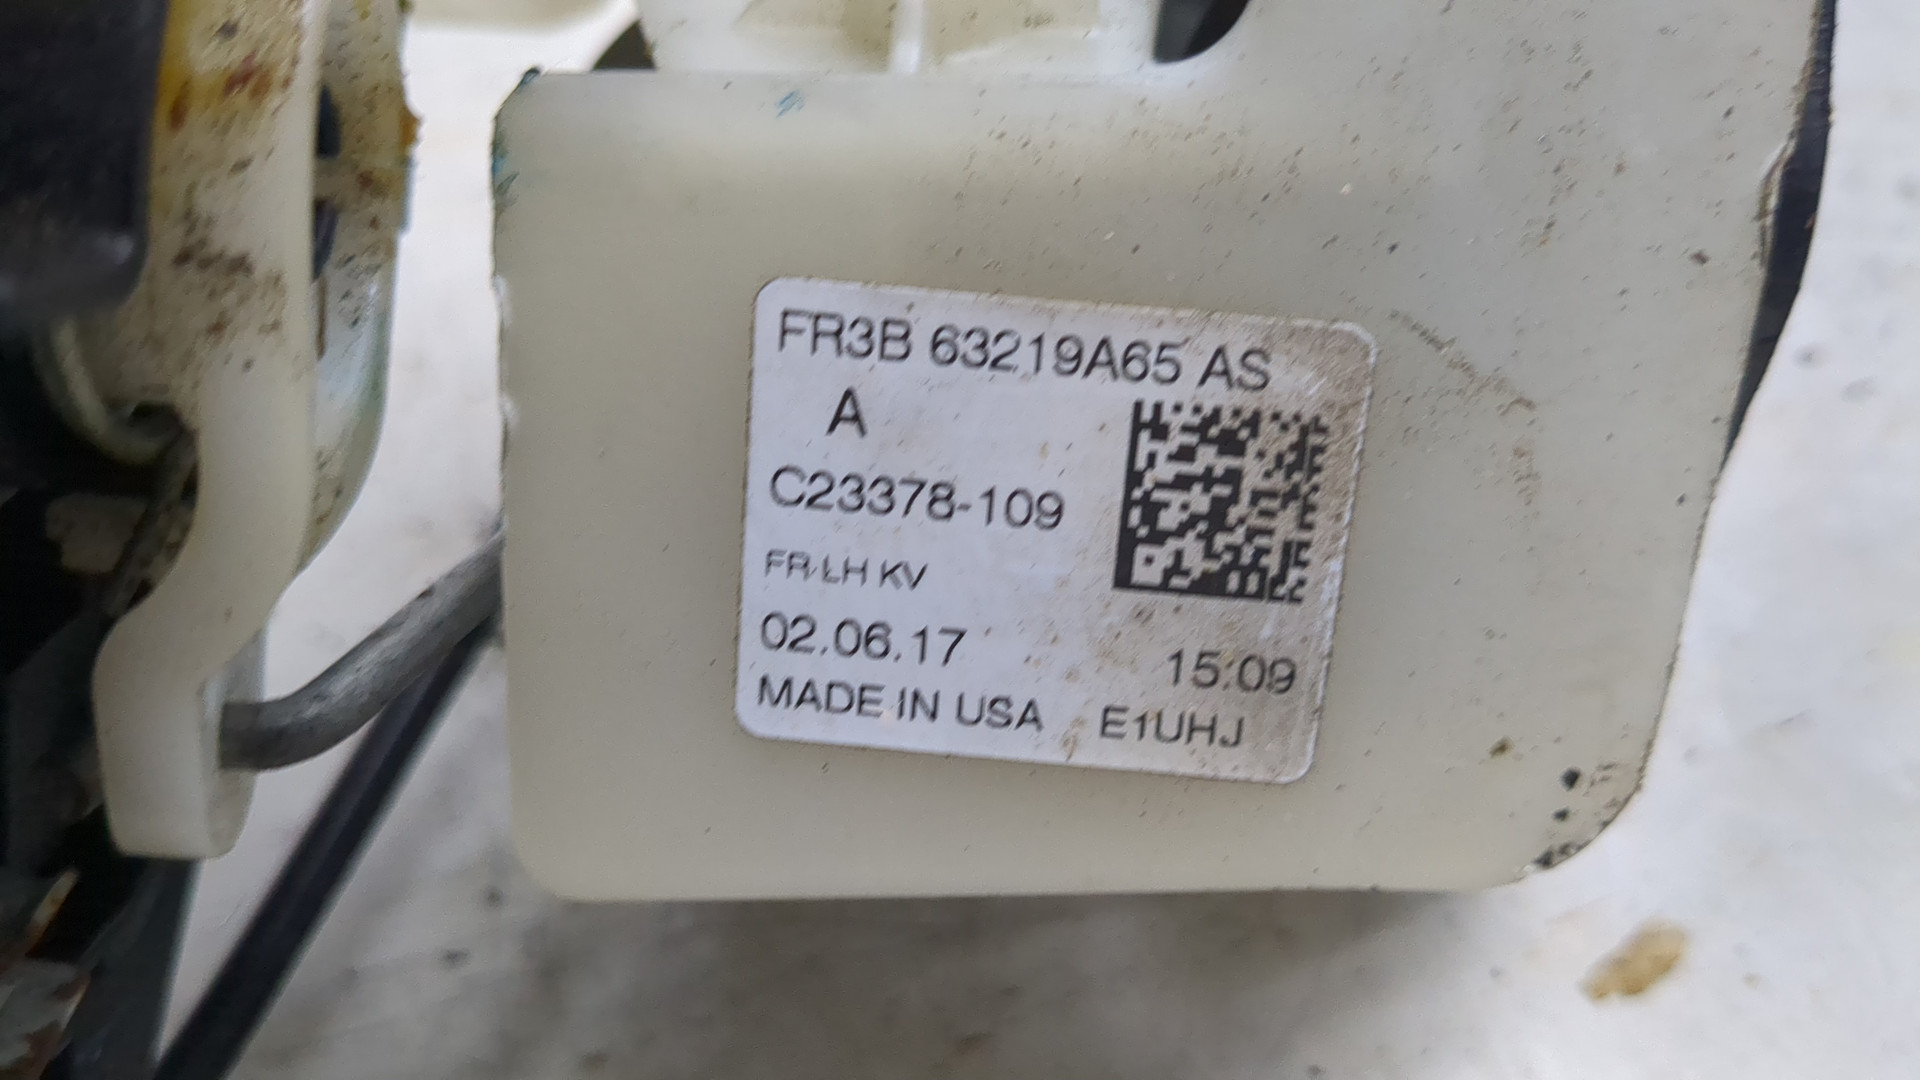 FR3B 63219A65 AS
A
C23378-109
FR LH KV
02.06.17 15:09
MADE IN USA E1UHJ